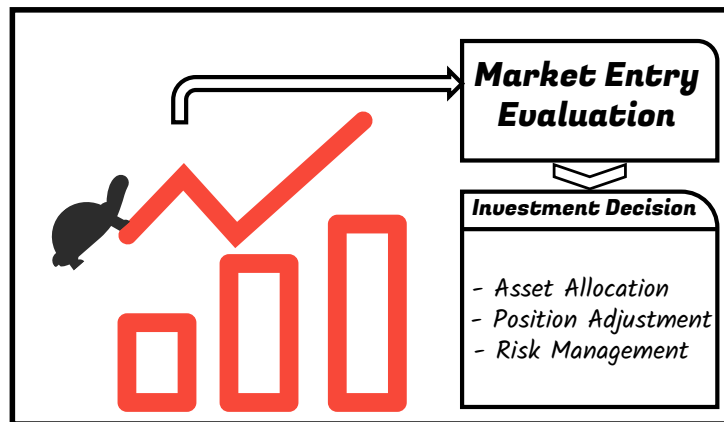 Market Entry
Evaluation
Investment Decision
- Asset Allocation
- Position Adjustment
- Risk Management